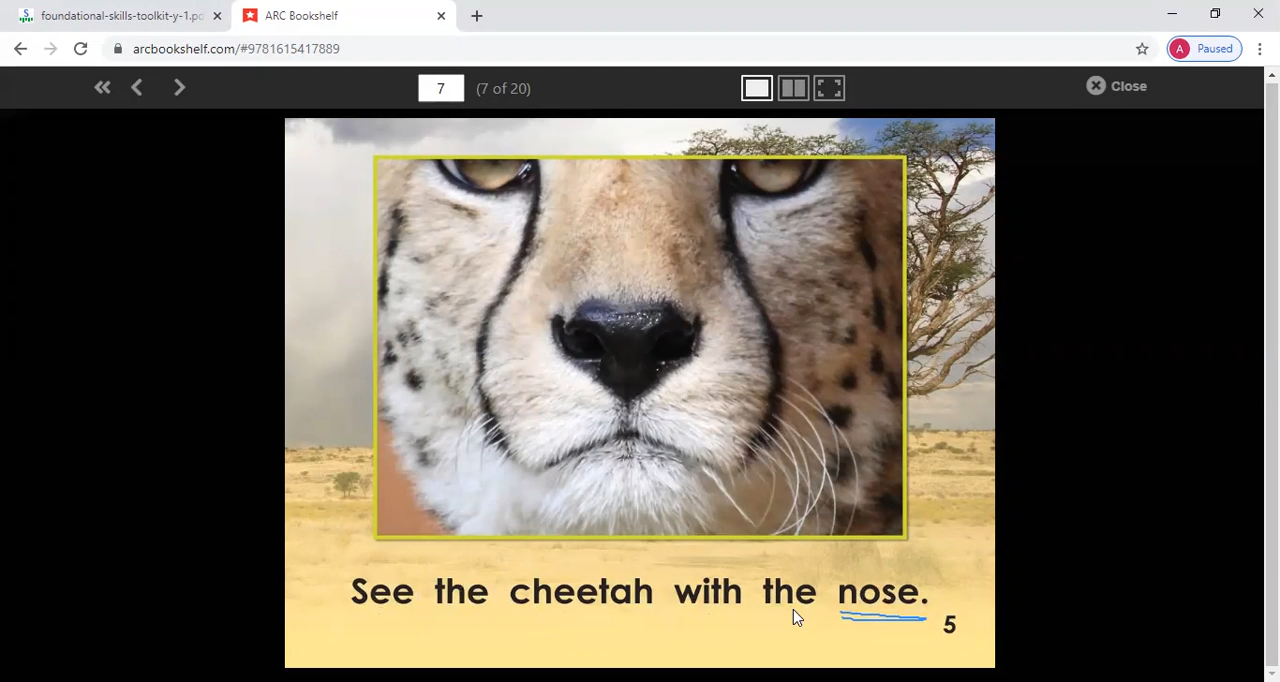 foundational-skills-toolkit-y-1.pd
ARC Bookshelf
arcbookshelf.com/#9781615417889
A Paused
7 (7 of 20)
Close
See the cheetah with the nose.
5